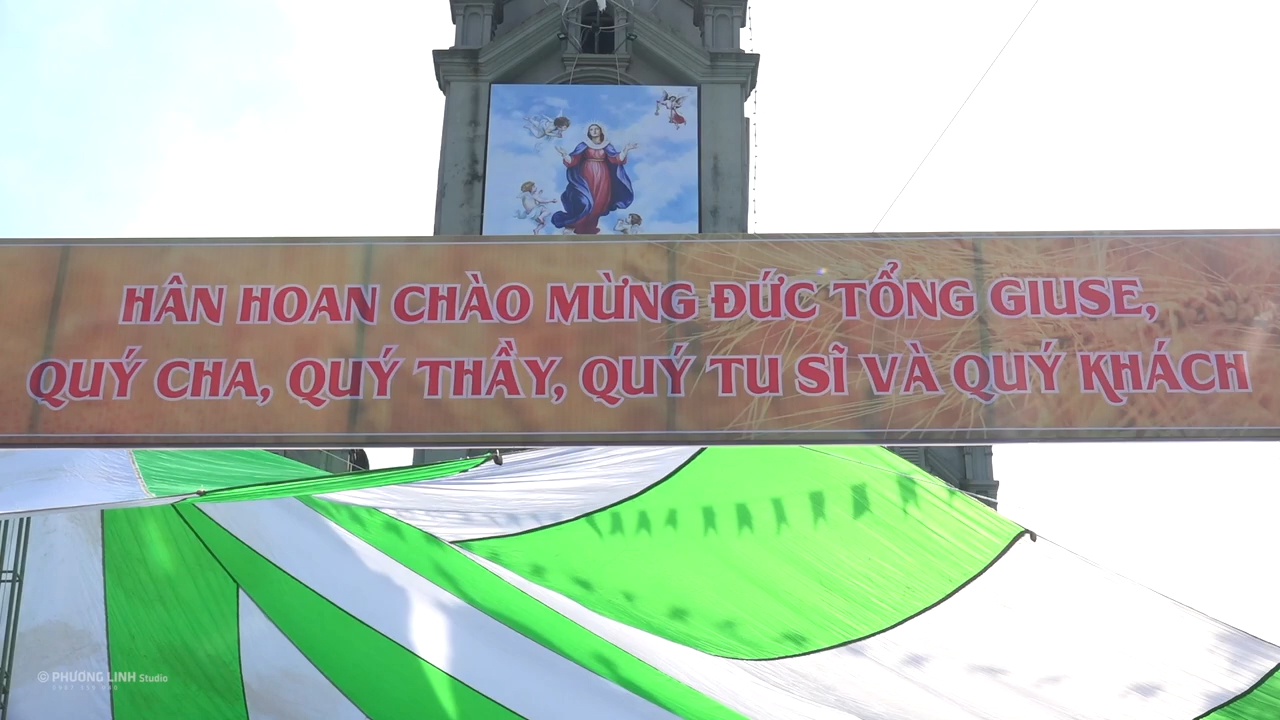 HÂN HOAN CHÀO MỪNG ĐỨC TỔNG GIUSE,
QUÝ CHA, QUÝ THẦY, QUÝ TU SĨ VÀ QUÝ KHÁCH
© PHƯƠNG LINH Studio